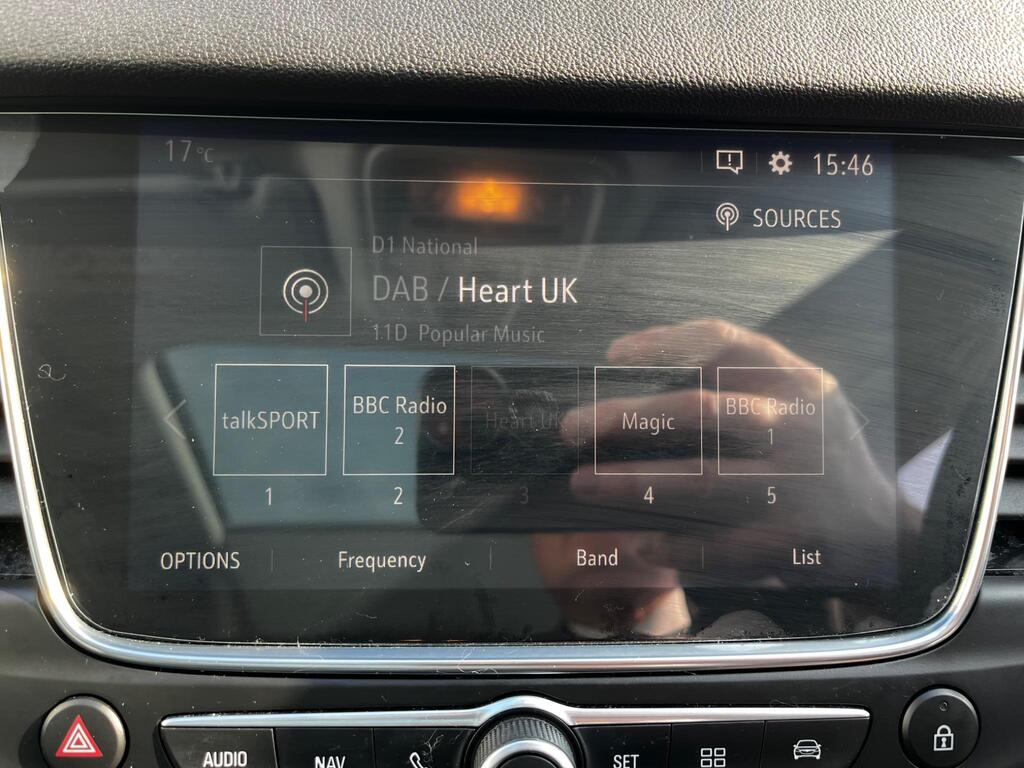 17°C
15:46
SOURCES
D1 National
DAB / Heart UK
11D Popular Music
talkSPORT
BBC Radio
2
Heart UK
Magic
BBC Radio
1
1
2
3
4
5
OPTIONS
Frequency
Band
List
AUDIO
NAV
SET